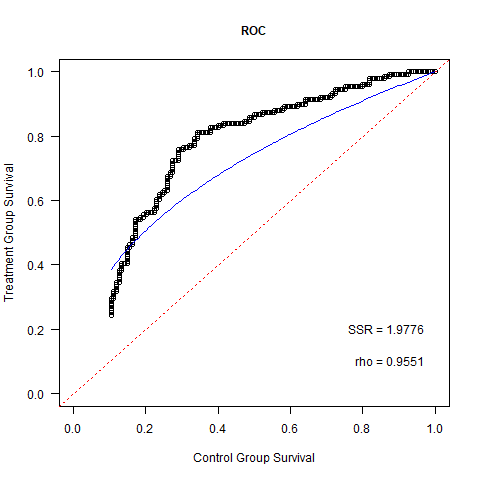 ROC
Treatment Group Survival
1.0
0.8
0.6
0.4
0.2
0.0
SSR = 1.9776
rho = 0.9551
0.0 0.2 0.4 0.6 0.8 1.0
Control Group Survival